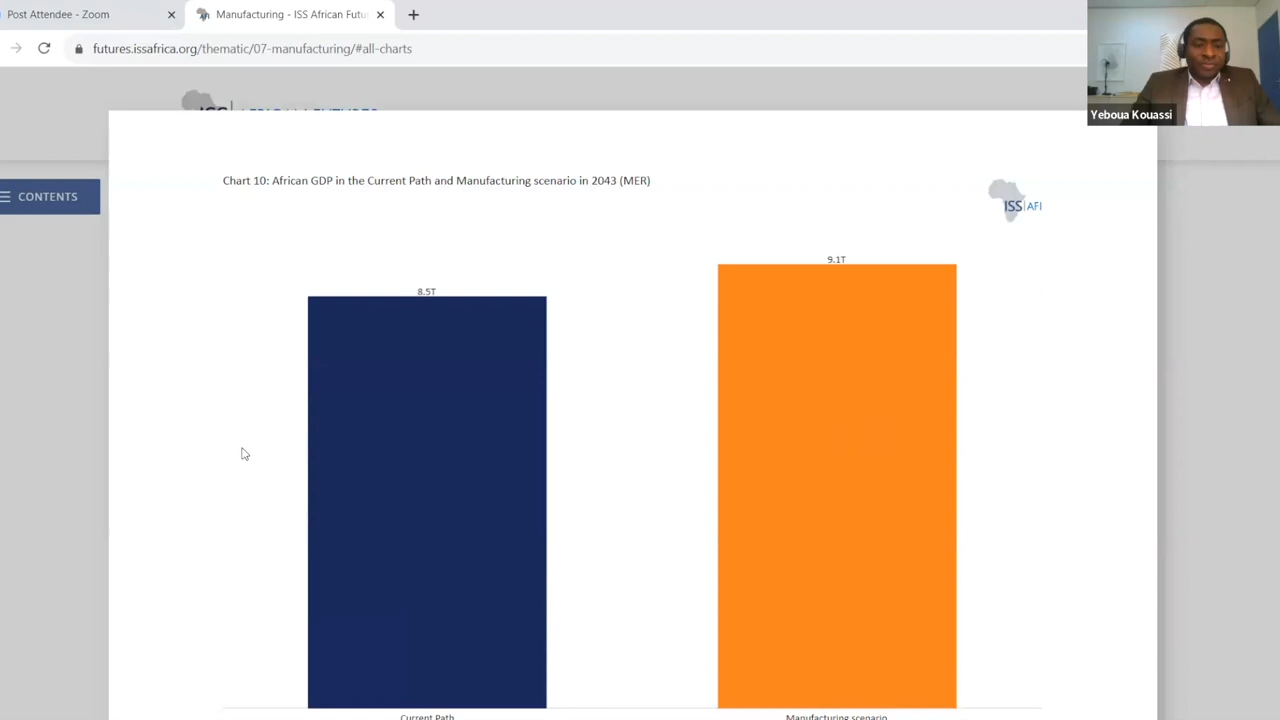 Post Attendee - Zoom
Manufacturing - ISS African Futu
futures.issafrica.org/thematic/07-manufacturing/#all-charts
Yeboua Kouassi
CONTENTS
Chart 10: African GDP in the Current Path and Manufacturing scenario in 2043 (MER)
ISS AFI
9.1T
8.5T
Current Path
Manufacturing scenario